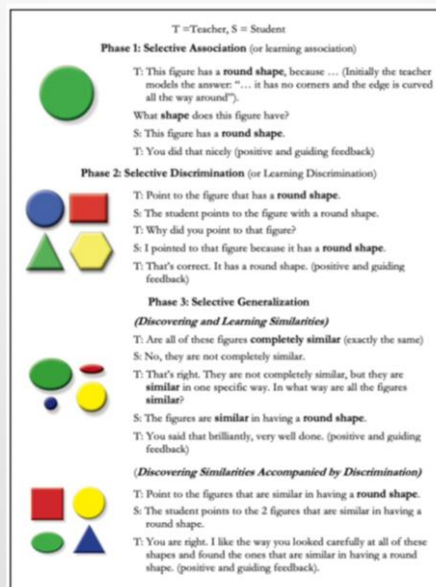 T =Teacher, S = Student
Phase 1: Selective Association (or learning association)
T: This figure has a round shape, because … (Initially the teacher
models the answer: “… it has no corners and the edge is curved
all the way around”).
What shape does this figure have?
S: This figure has a round shape.
T: You did that nicely (positive and guiding feedback)
Phase 2: Selective Discrimination (or Learning Discrimination)
T: Point to the figure that has a round shape.
S: The student points to the figure with a round shape.
T: Why did you point to that figure?
S: I pointed to that figure because it has a round shape.
T: That's correct. It has a round shape. (positive and guiding
feedback)
Phase 3: Selective Generalization
(Discovering and Learning Similarities)
T: Are all of these figures completely similar (exactly the same)
S: No, they are not completely similar.
T: That's right. They are not completely similar, but they are
similar in one specific way. In what way are all the figures
similar?
S: The figures are similar in having a round shape.
T: You said that brilliantly, very well done. (positive and guiding
feedback)
(Discovering Similarities Accompanied by Discrimination)
T: Point to the figures that are similar in having a round shape.
S: The student points to the 2 figures that are similar in having a
round shape.
T: You are right. I like the way you looked carefully at all of these
shapes and found the ones that are similar in having a round
shape. (positive and guiding feedback).